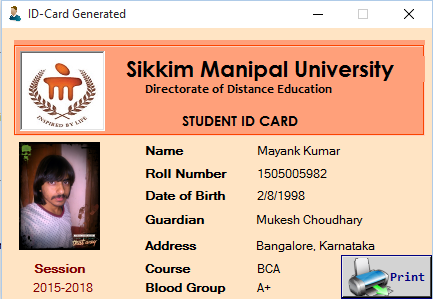 ID-Card Generated
Sikkim Manipal University
Directorate of Distance Education
INSPIRED BY LIFE
STUDENT ID CARD
Name Mayank Kumar
Roll Number 1505005982
Date of Birth 2/8/1998
Guardian Mukesh Choudhary
Address Bangalore, Karnataka
Session Course BCA
2015-2018 Blood Group A+
Print